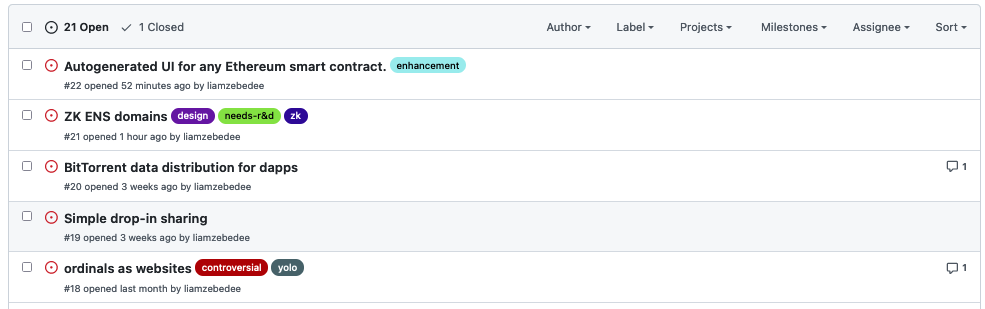 21 Open 1 Closed Author Label Projects Milestones Assignee Sort
Autogenerated UI for any Ethereum smart contract. enhancement
#22 opened 52 minutes ago by liamzebedee
ZK ENS domains design needs-r&d zk
#21 opened 1 hour ago by liamzebedee
BitTorrent data distribution for dapps 1
#20 opened 3 weeks ago by liamzebedee
Simple drop-in sharing
#19 opened 3 weeks ago by liamzebedee
ordinals as websites controversial yolo 1
#18 opened last month by liamzebedee